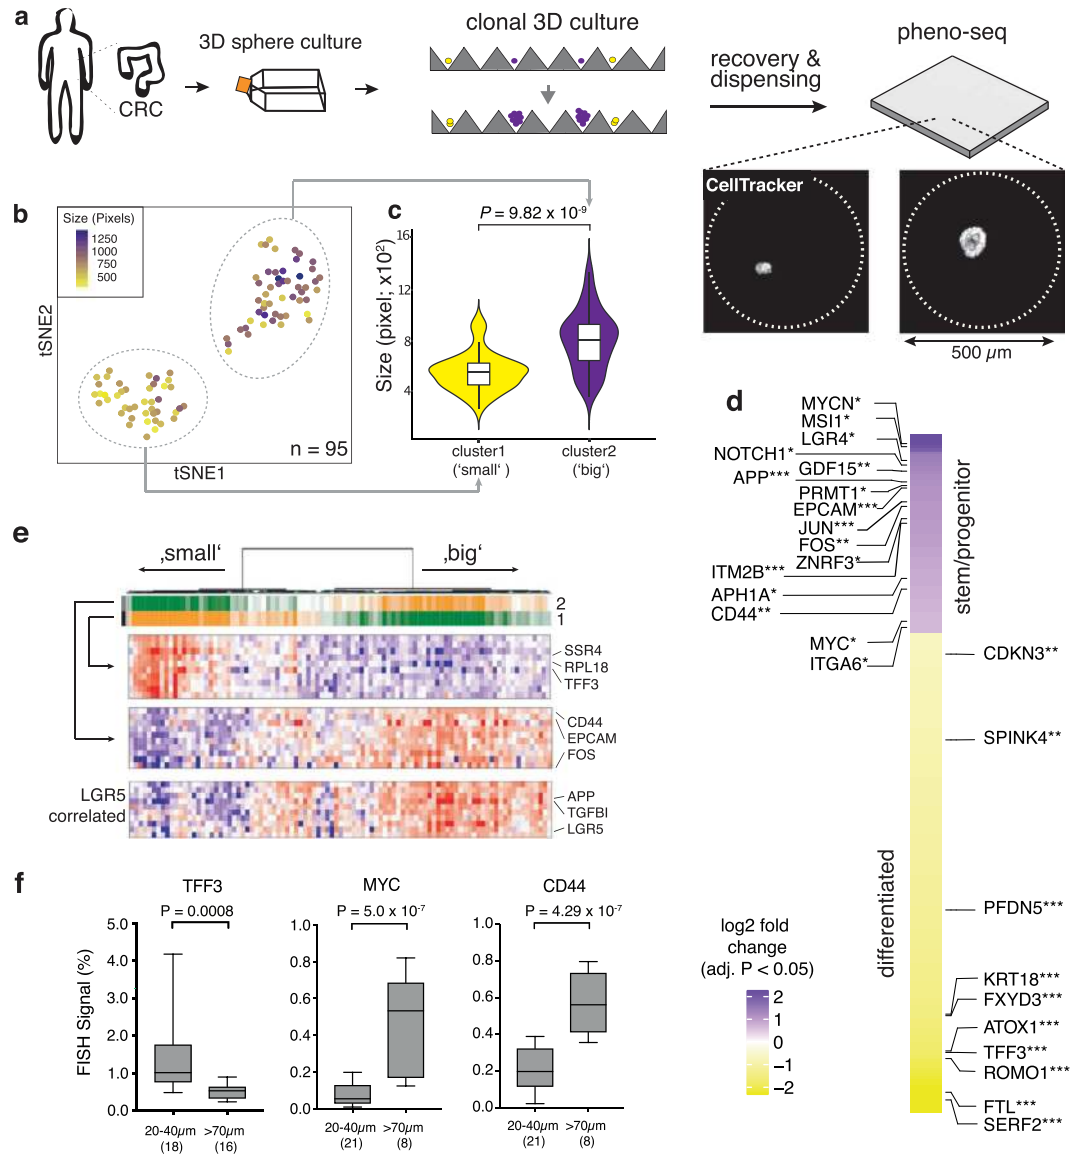 a
CRC
3D sphere culture
clonal 3D culture
recovery &
dispensing
pheno-seq
CellTracker
500 µm
b
Size (Pixels)
1250
1000
750
500
tSNE2
tSNE1
n = 95
c
P = 9.82 x 10-9
Size (pixel; x10²)
16
12
8
4
cluster1
('small' )
cluster2
('big')
d
MYCN*
MSI1*
LGR4*
NOTCH1*
GDF15**
APP***
PRMT1*
EPCAM***
JUN***
FOS**
ZNRF3*
ITM2B***
APH1A*
CD44**
MYC*
ITGA6*
stem/progenitor
differentiated
CDKN3**
SPINK4**
PFDN5***
KRT18***
FXYD3***
ATOX1***
TFF3***
ROMO1***
FTL***
SERF2***
log2 fold
change
(adj. P < 0.05)
2
1
0
−1
−2
e
‚small‘
‚big‘
2
1
SSR4
RPL18
TFF3
CD44
EPCAM
FOS
LGR5
correlated
APP
TGFBI
LGR5
f
FISH Signal (%)
TFF3
P = 0.0008
5.0
4.0
3.0
2.0
1.0
0.0
20-40µm
(18)
>70µm
(16)
MYC
P = 5.0 x 10-7
1.0
0.8
0.6
0.4
0.2
0.0
20-40µm
(21)
>70µm
(8)
CD44
P = 4.29 x 10-7
1.0
0.8
0.6
0.4
0.2
0.0
20-40µm
(21)
>70µm
(8)